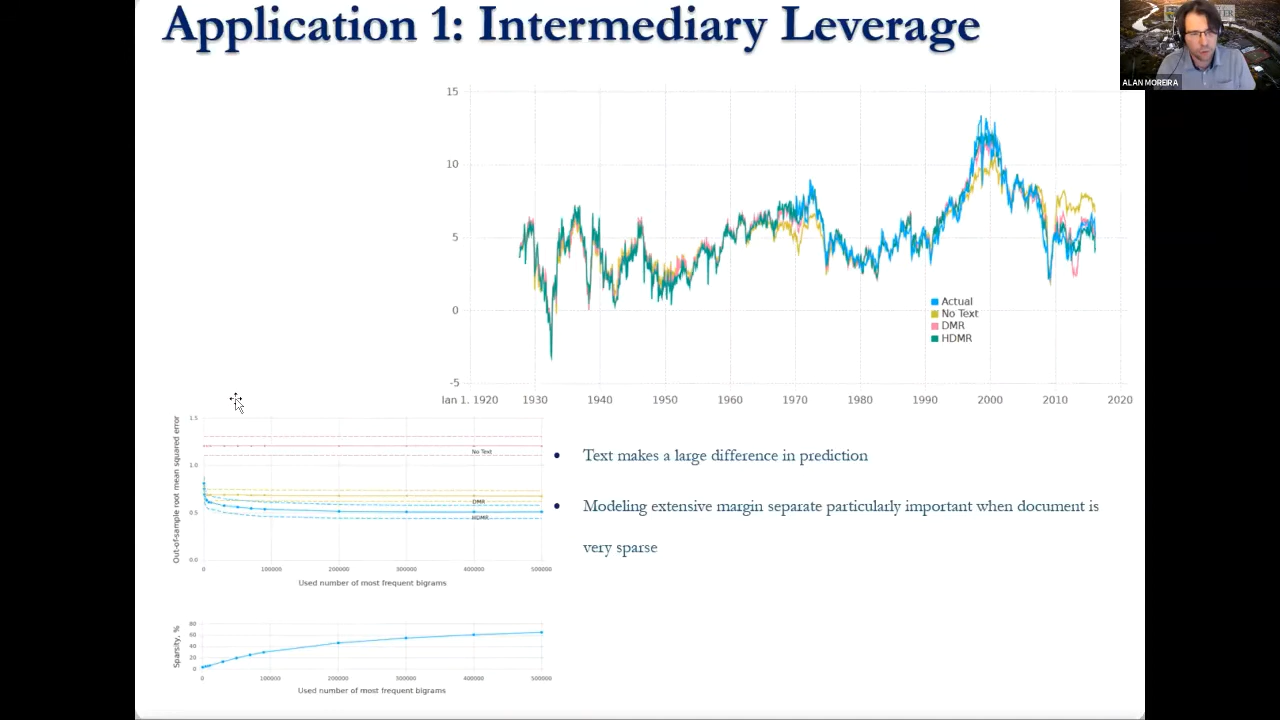 Application 1: Intermediary Leverage
ALAN MOREIRA
15
10
5
0
-5
Jan 1, 1920
1930
1940
1950
1960
1970
1980
1990
2000
2010
2020
Actual
No Text
DMR
HDMR
Out-of-sample root mean squared error
1.5
1.0
0.5
0.0
No Text
DMR
HDMR
0
100000
200000
300000
400000
500000
Used number of most frequent bigrams
• Text makes a large difference in prediction
• Modeling extensive margin separate particularly important when document is
very sparse
Sparsity, %
80
60
40
20
0
0
100000
200000
300000
400000
500000
Used number of most frequent bigrams